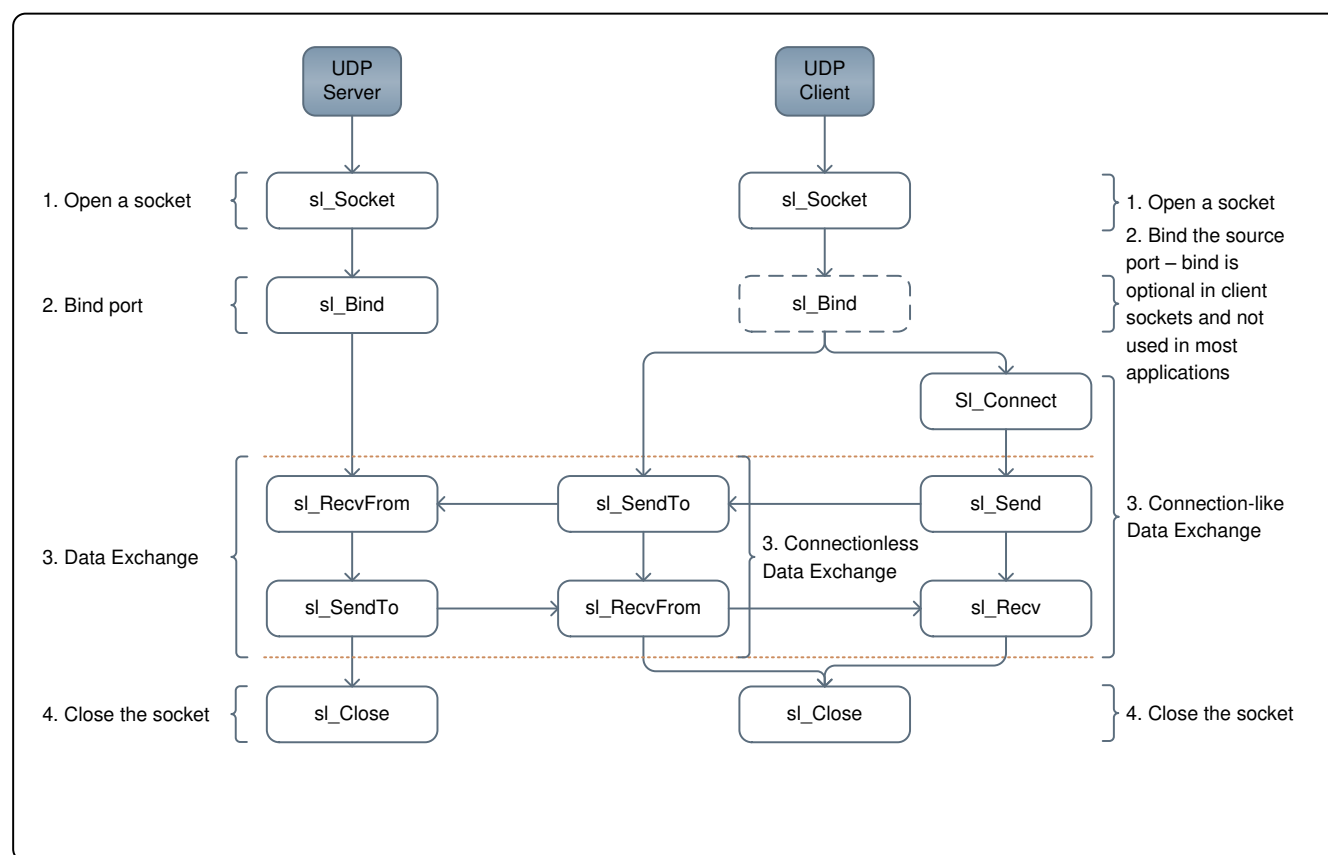 UDP
Server
UDP
Client
1. Open a socket
sl_Socket
sl_Socket
1. Open a socket
2. Bind port
sl_Bind
sl_Bind
2. Bind the source
port – bind is
optional in client
sockets and not
used in most
applications
Sl_Connect
3. Data Exchange
sl_RecvFrom
sl_SendTo
sl_Send
3. Connectionless
Data Exchange
3. Connection-like
Data Exchange
sl_SendTo
sl_RecvFrom
sl_Recv
4. Close the socket
sl_Close
sl_Close
4. Close the socket